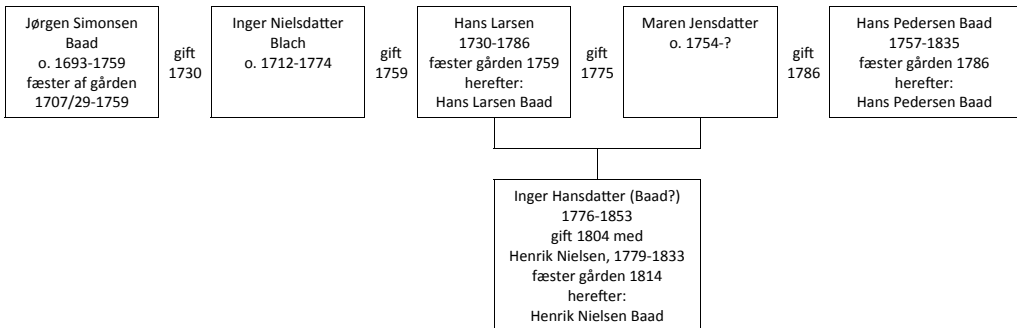 Jørgen Simonsen
Baad
o. 1693-1759
fæster af gården
1707/29-1759
gift
1730
Inger Nielsdatter
Blach
o. 1712-1774
gift
1759
Hans Larsen
1730-1786
fæster gården 1759
herefter:
Hans Larsen Baad
gift
1775
Maren Jensdatter
o. 1754-?
gift
1786
Hans Pedersen Baad
1757-1835
fæster gården 1786
herefter:
Hans Pedersen Baad
Inger Hansdatter (Baad?)
1776-1853
gift 1804 med
Henrik Nielsen, 1779-1833
fæster gården 1814
herefter:
Henrik Nielsen Baad